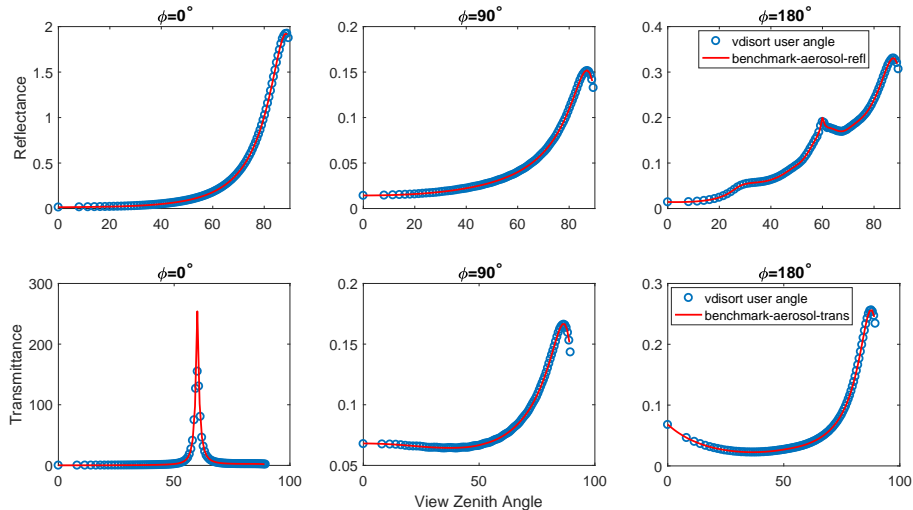 ϕ=0°
ϕ=90°
ϕ=180°
Reflectance
2
1.5
1
0.5
0
0 20 40 60 80
0.2
0.15
0.1
0.05
0
0 20 40 60 80
0.4
0.3
0.2
0.1
0
0 20 40 60 80
vdisort user angle
benchmark-aerosol-refl
ϕ=0°
ϕ=90°
ϕ=180°
Transmittance
300
200
100
0
0 50 100
0.2
0.15
0.1
0.05
0 50 100
0.3
0.2
0.1
0
0 50 100
vdisort user angle
benchmark-aerosol-trans
View Zenith Angle